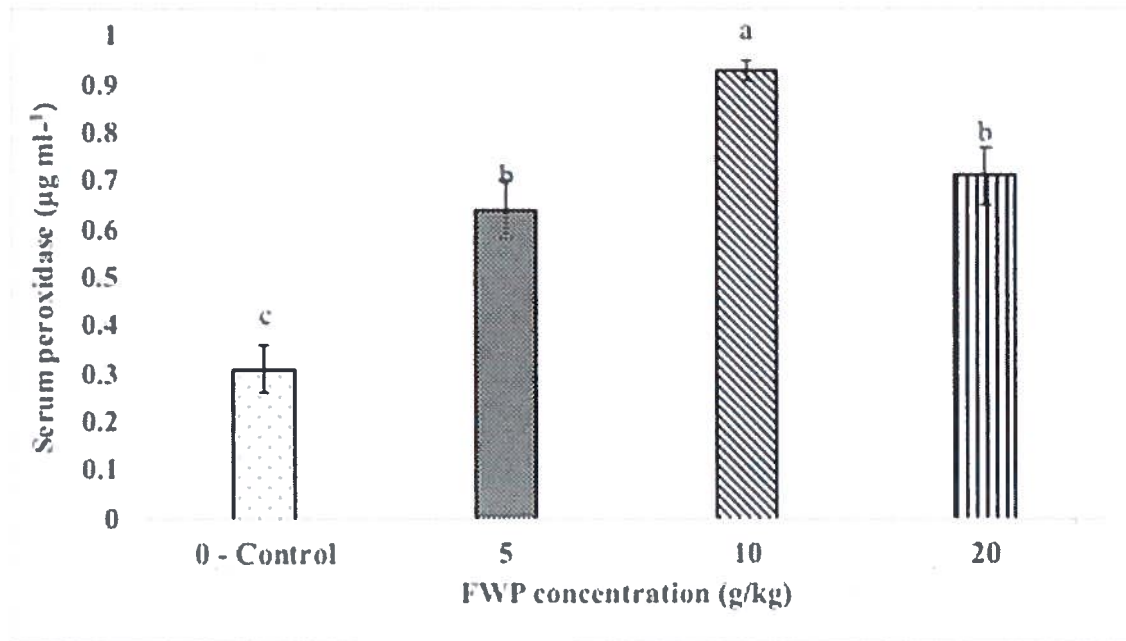 1
a
0.9
0.8
b
b
0.7
0.6
0.5
0.4
c
0.3
0.2
0.1
0
Serum peroxidase (µg ml-¹)
0 - Control 5 10 20
FWP concentration (g/kg)